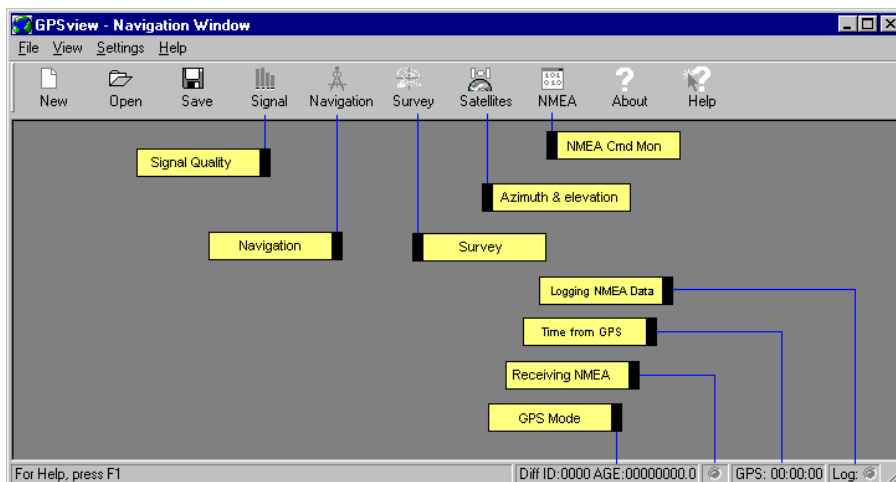 GPSview - Navigation Window
File View Settings Help
New Open Save Signal Navigation Survey Satellites NMEA About Help
101
010
NMEA Cmd Mon
Signal Quality
Azimuth & elevation
Navigation
Survey
Logging NMEA Data
Time from GPS
Receiving NMEA
GPS Mode
For Help, press F1 Diff ID:0000 AGE:00000000.0 GPS: 00:00:00 Log: